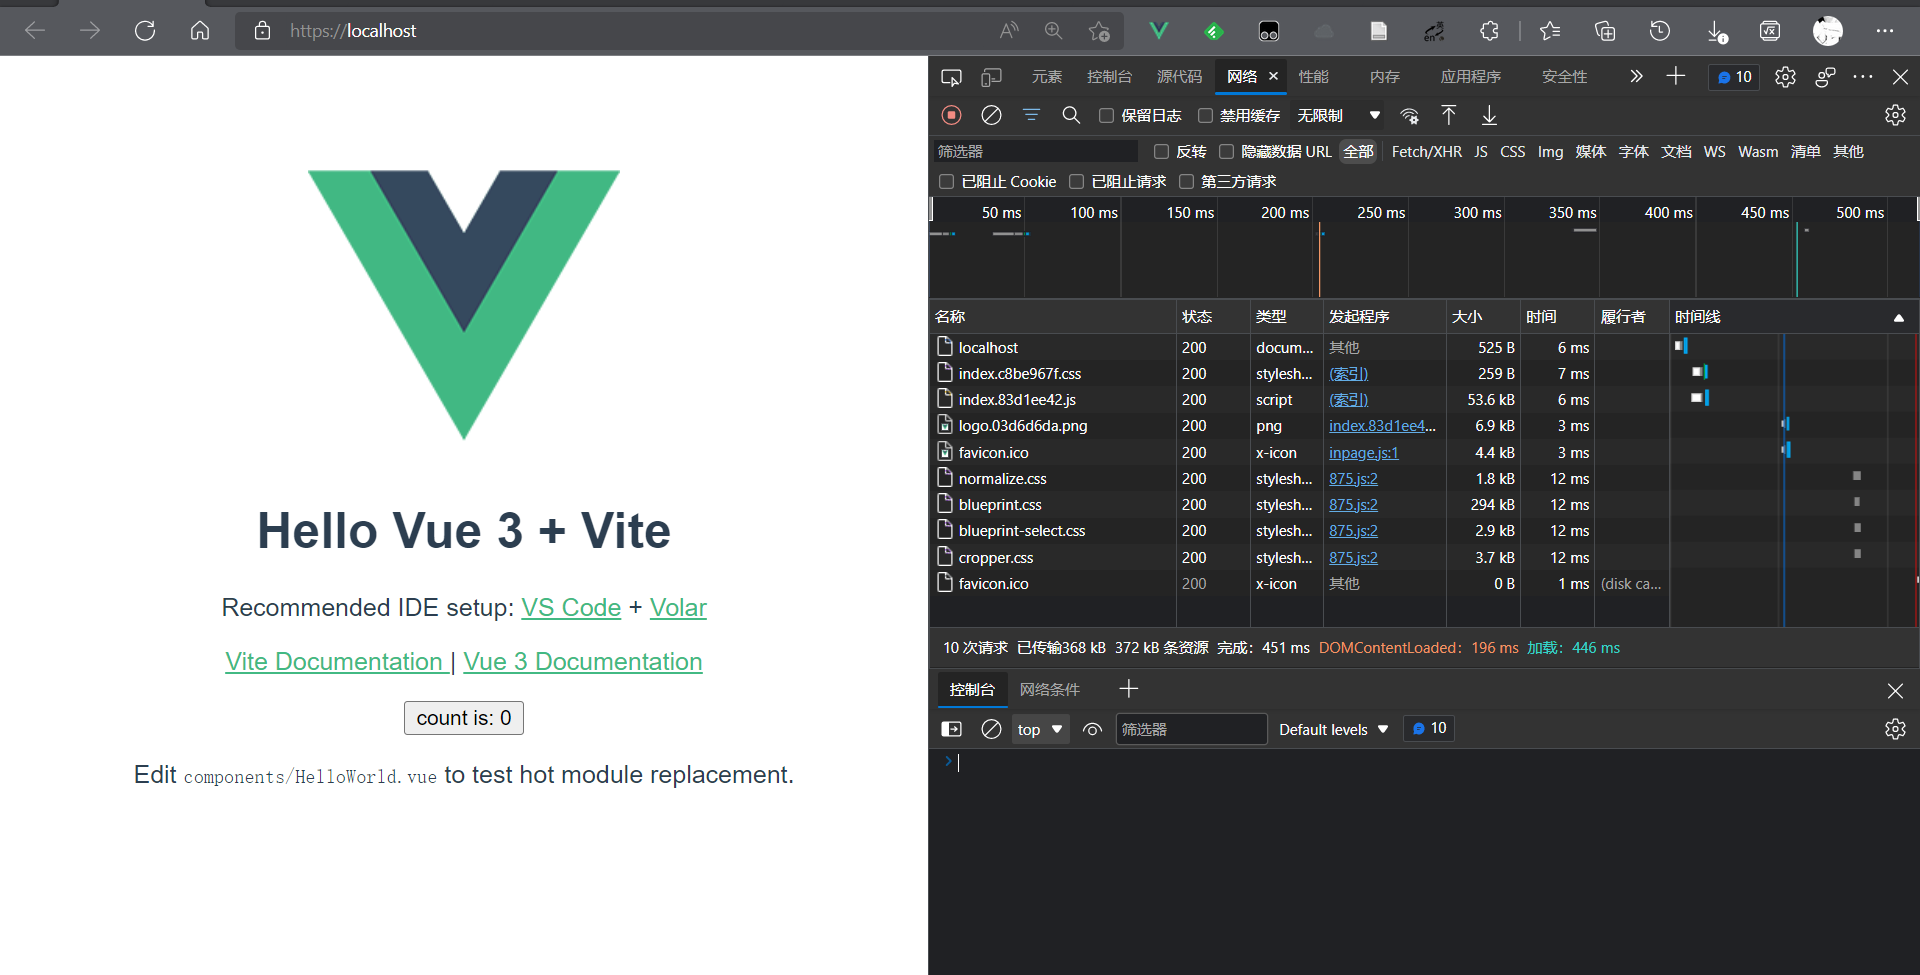 https://localhost
Hello Vue 3 + Vite
Recommended IDE setup: VS Code + Volar
Vite Documentation | Vue 3 Documentation
count is: 0
Edit components/HelloWorld.vue to test hot module replacement.
元素 控制台 源代码 网络 性能 内存 应用程序 安全性 10
保留日志 禁用缓存 无限制
筛选器 反转 隐藏数据 URL 全部 Fetch/XHR JS CSS Img 媒体 字体 文档 WS Wasm 清单 其他
已阻止 Cookie 已阻止请求 第三方请求
50 ms 100 ms 150 ms 200 ms 250 ms 300 ms 350 ms 400 ms 450 ms 500 ms
名称 状态 类型 发起程序 大小 时间 履行者 时间线
localhost 200 docum... 其他 525 B 6 ms
index.c8be967f.css 200 stylesh... (索引) 259 B 7 ms
index.83d1ee42.js 200 script (索引) 53.6 kB 6 ms
logo.03d6d6da.png 200 png index.83d1ee4... 6.9 kB 3 ms
favicon.ico 200 x-icon inpage.js:1 4.4 kB 3 ms
normalize.css 200 stylesh... 875.js:2 1.8 kB 12 ms
blueprint.css 200 stylesh... 875.js:2 294 kB 12 ms
blueprint-select.css 200 stylesh... 875.js:2 2.9 kB 12 ms
cropper.css 200 stylesh... 875.js:2 3.7 kB 12 ms
favicon.ico 200 x-icon 其他 0 B 1 ms (disk ca...
10 次请求 已传输368 kB 372 kB 条资源 完成：451 ms DOMContentLoaded：196 ms 加载：446 ms
控制台 网络条件
top 筛选器 Default levels 10